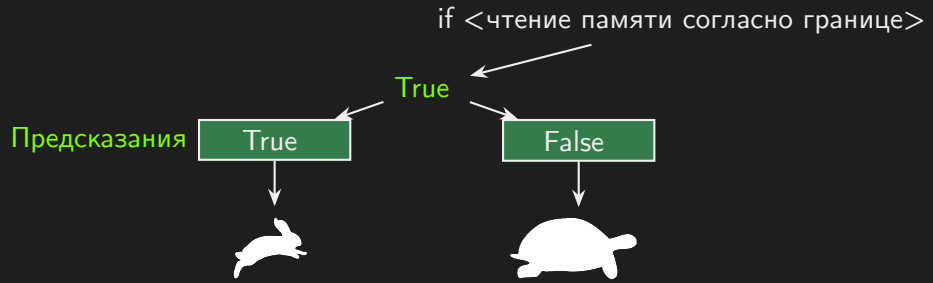 if <чтение памяти согласно границе>
True
Предсказания True False